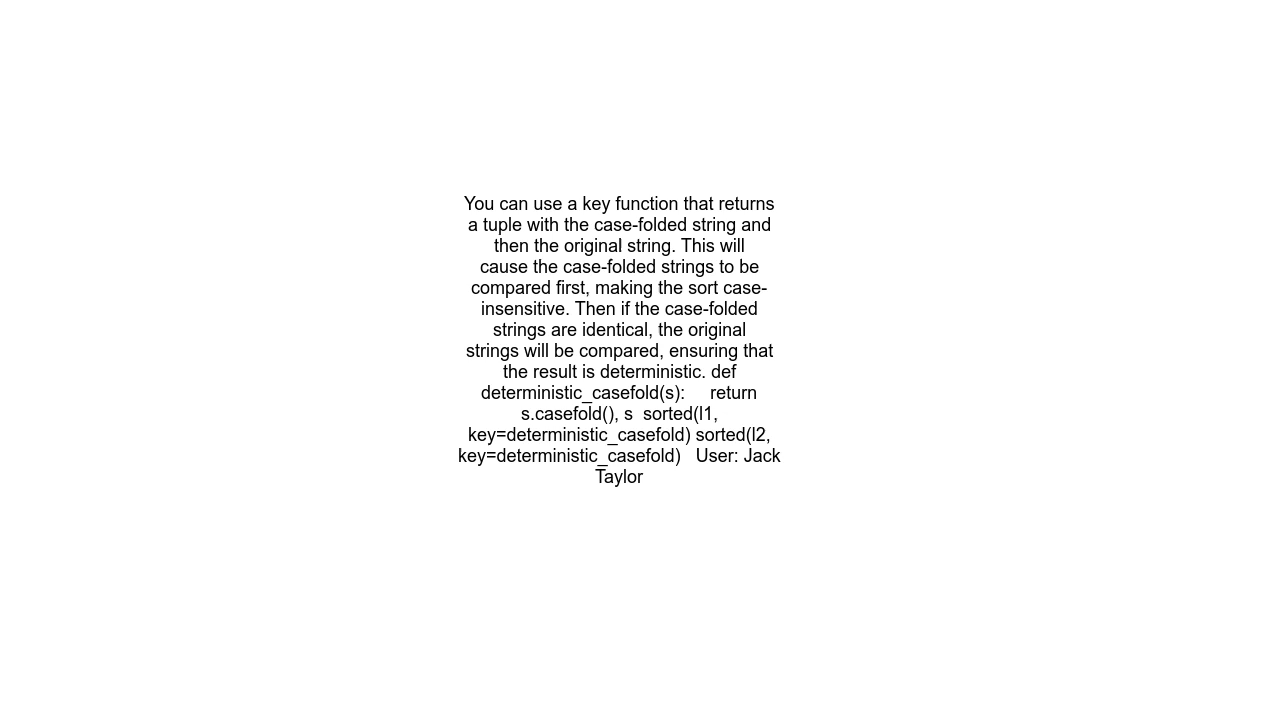 You can use a key function that returns
a tuple with the case-folded string and
then the original string. This will
cause the case-folded strings to be
compared first, making the sort case-
insensitive. Then if the case-folded
strings are identical, the original
strings will be compared, ensuring that
the result is deterministic. def
deterministic_casefold(s):     return
s.casefold(), s  sorted(l1,
key=deterministic_casefold) sorted(l2,
key=deterministic_casefold)   User: Jack
Taylor